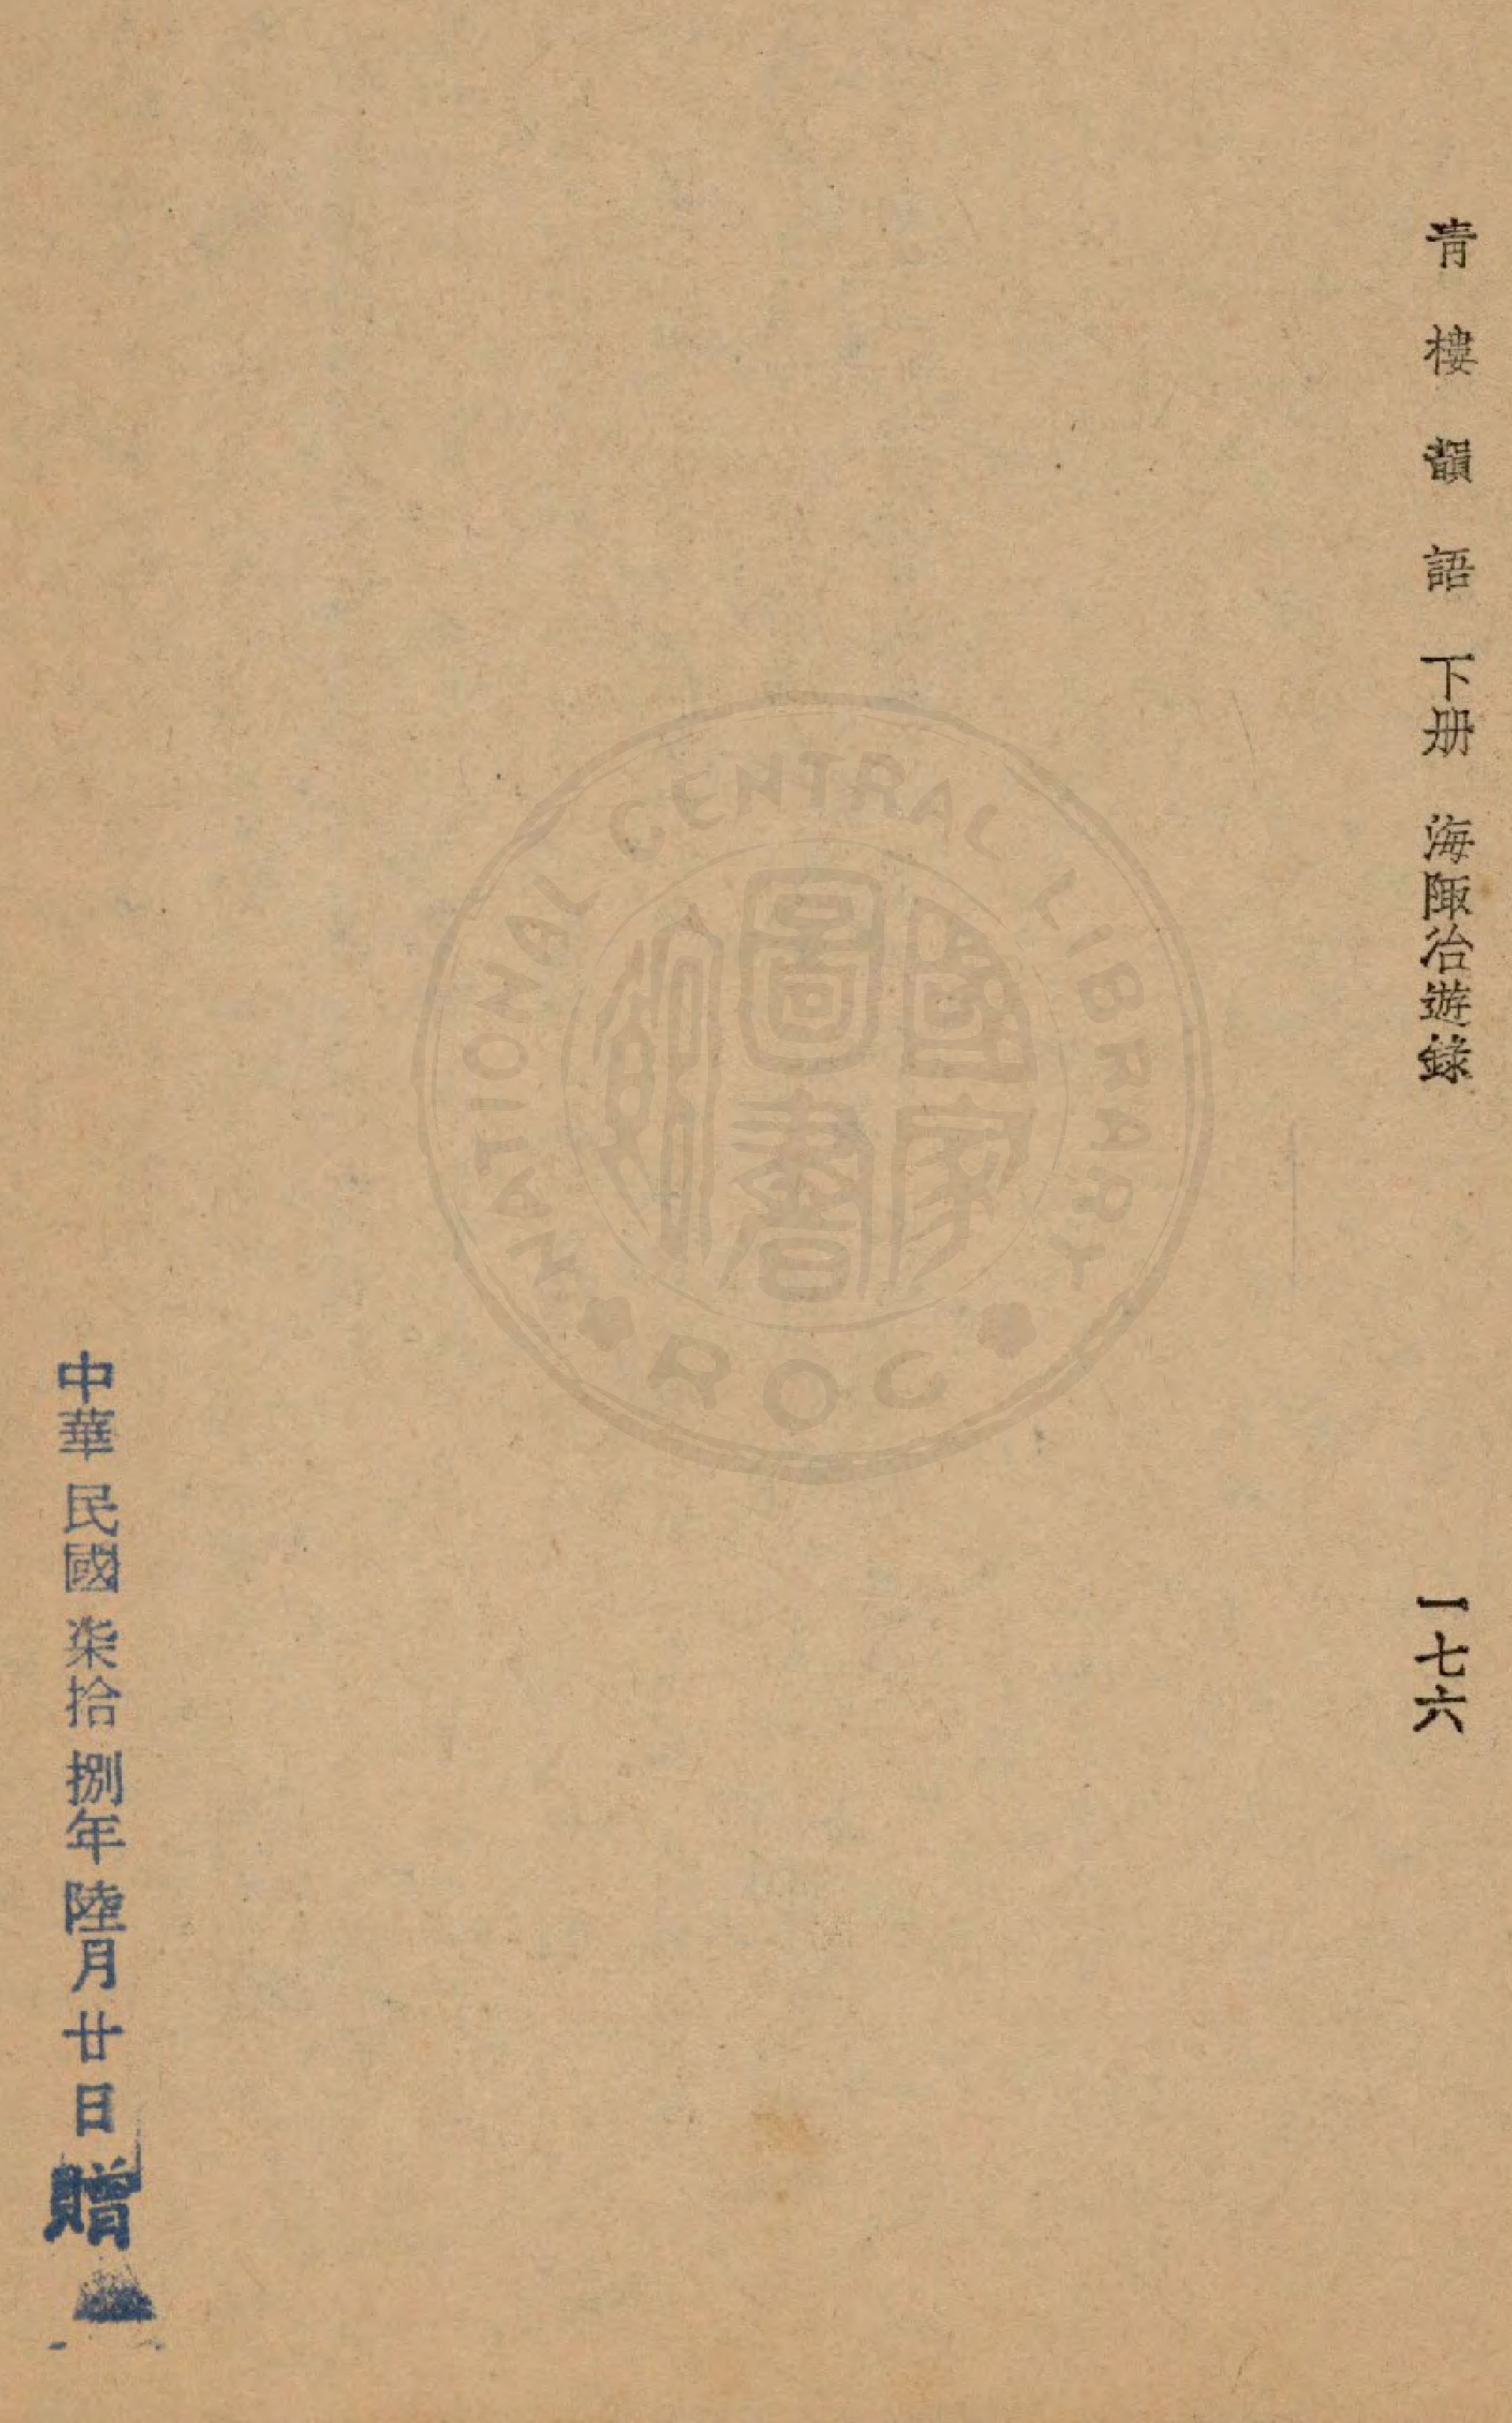 青樓韻語　下册　海陬冶遊錄
一七六
NATIONAL CENTRAL LIBRARY
國家圖書館
ROC
中華民國柒拾捌年陸月廿日贈